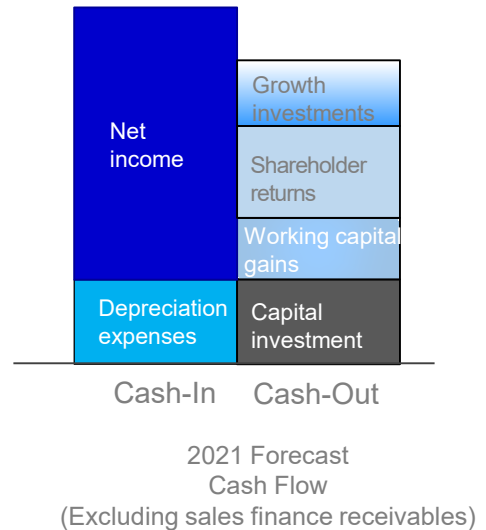 Net
income
Growth
investments
Shareholder
returns
Working capital
gains
Depreciation
expenses
Capital
investment
Cash-In
Cash-Out
2021 Forecast
Cash Flow
(Excluding sales finance receivables)